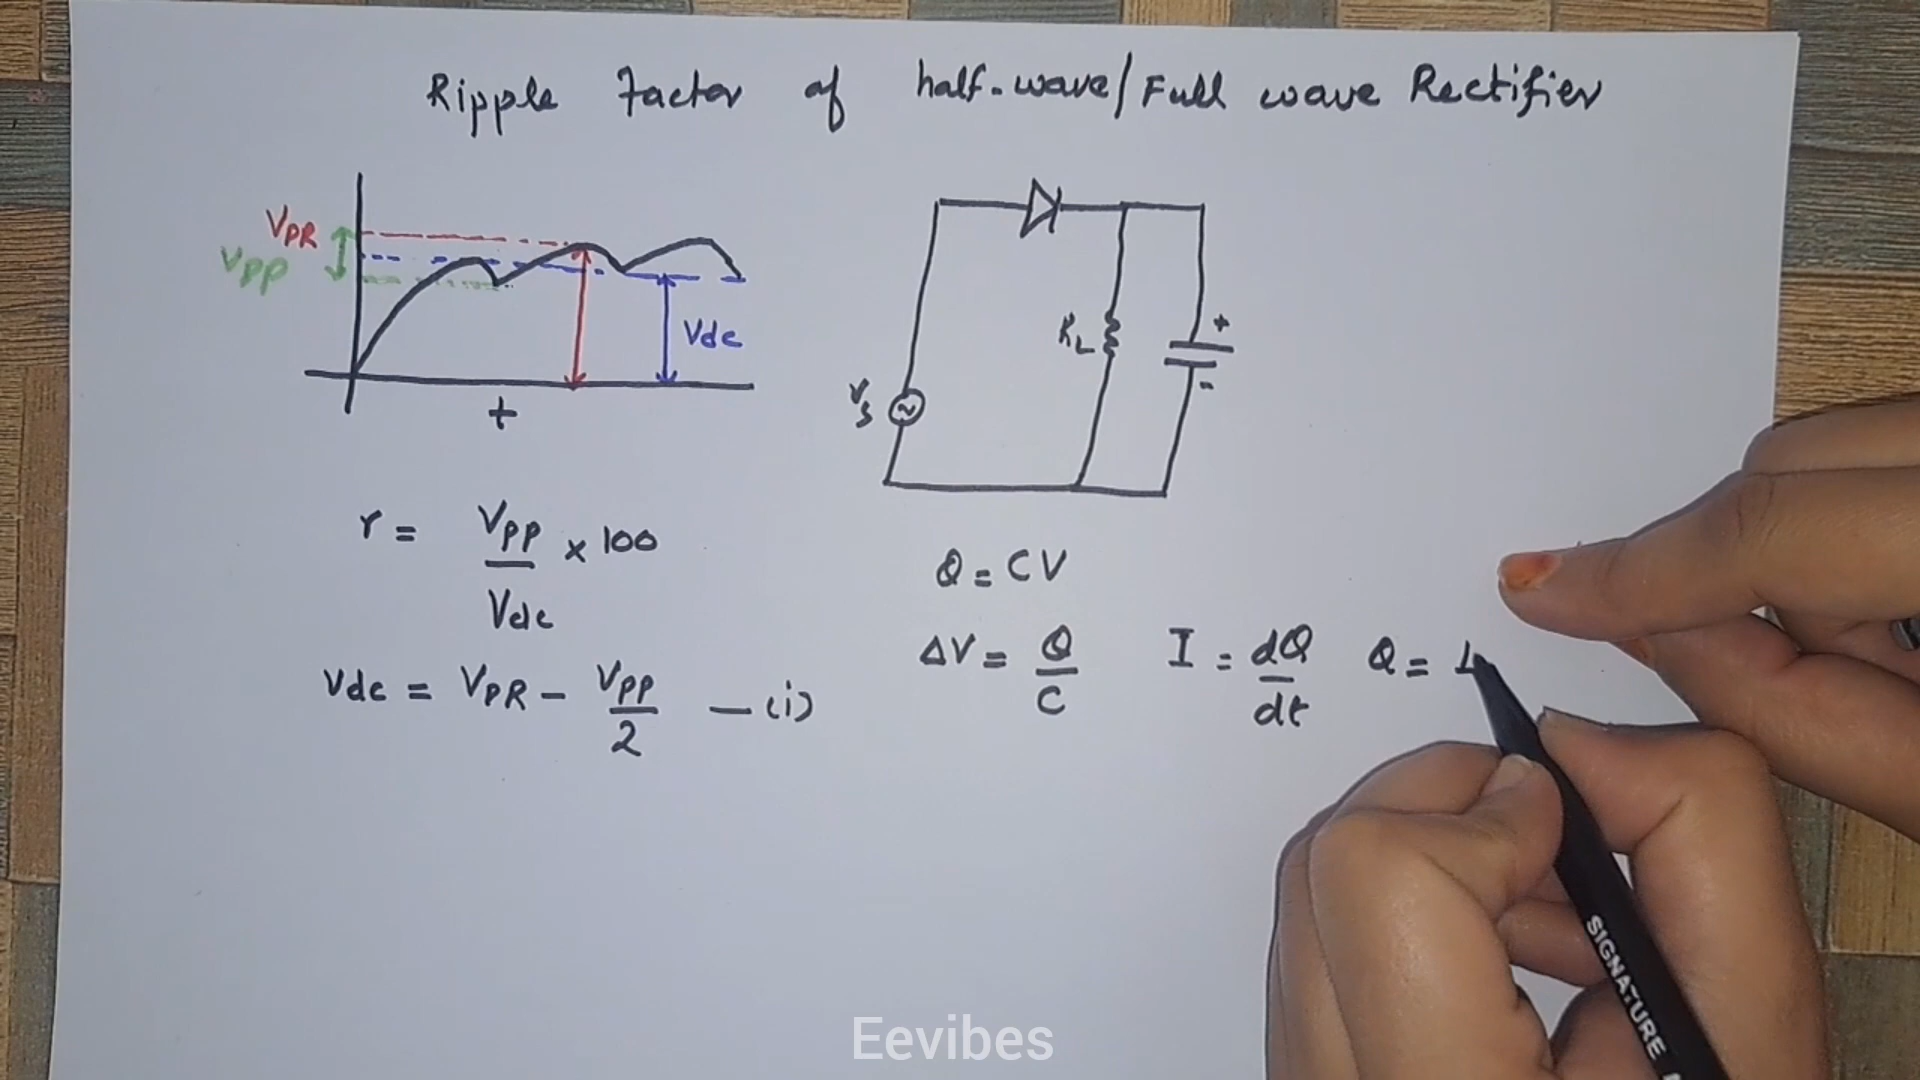 Ripple Factor of half-wave/Full wave Rectifier
VPR
VPP
Vdc
t
VS
RL
+
-
r = VPP/Vdc × 100
Vdc = VPR - VPP/2 —(i)
Q = CV
ΔV = Q/C I = dQ/dt Q = I
SIGNATURE
Eevibes